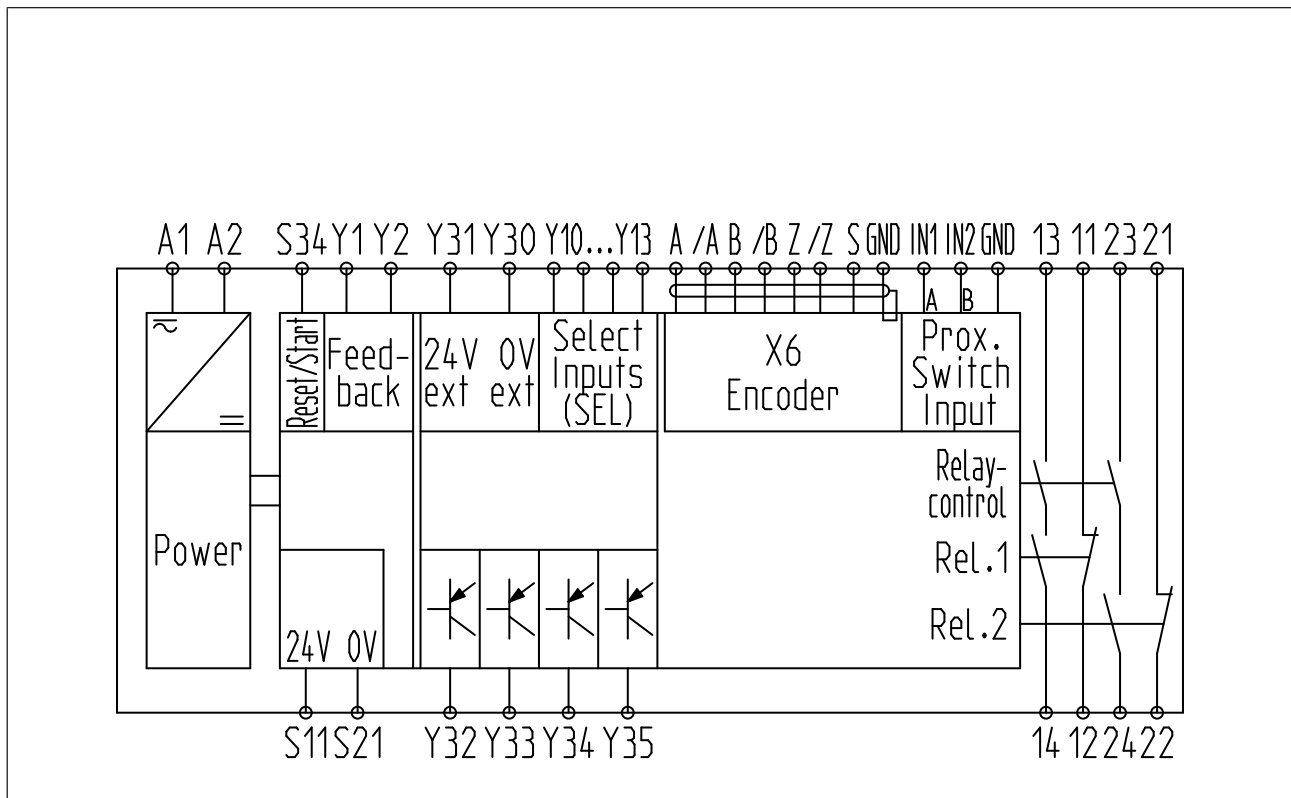 A1 A2 S34 Y1 Y2 Y31 Y30 Y10...Y13 A /A B /B Z /Z S GND IN1 IN2 GND 13 11 23 21
A B
Reset/Start
Feed-
back
24V 0V
ext ext
Select
Inputs
(SEL)
X6
Encoder
Prox.
Switch
Input
Relay-
control
Power
Rel.1
Rel.2
24V 0V
S11 S21 Y32 Y33 Y34 Y35 14 12 24 22